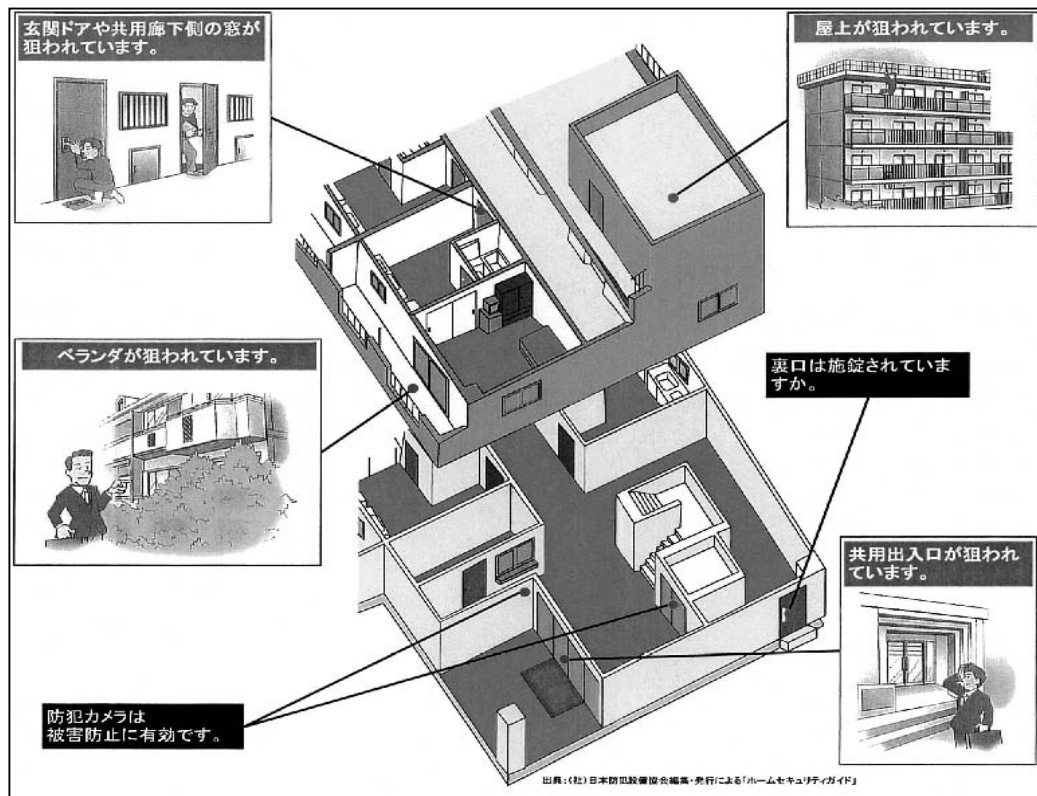 玄関ドアや共用廊下側の窓が
狙われています。
屋上が狙われています。
ベランダが狙われています。
裏口は施錠されていま
すか。
共用出入口が狙われ
ています。
防犯カメラは
被害防止に有効です。
出典:(社)日本防犯設備協会編集・発行による「ホームセキュリティガイド」